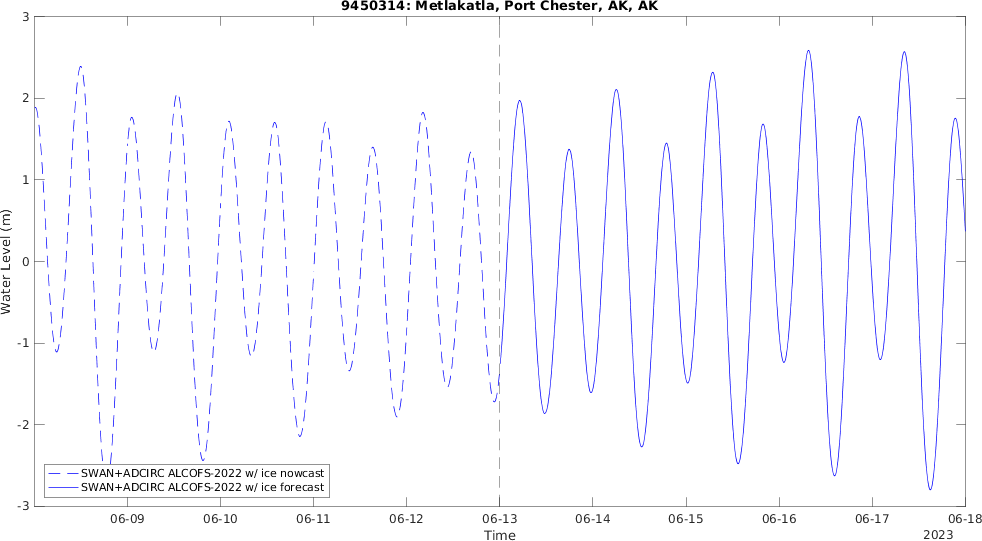 9450314: Metlakatla, Port Chester, AK, AK
3
2
1
0
-1
-2
-3
Water Level (m)
SWAN+ADCIRC ALCOFS-2022 w/ ice nowcast
SWAN+ADCIRC ALCOFS-2022 w/ ice forecast
06-09 06-10 06-11 06-12 06-13 06-14 06-15 06-16 06-17 06-18
Time
2023